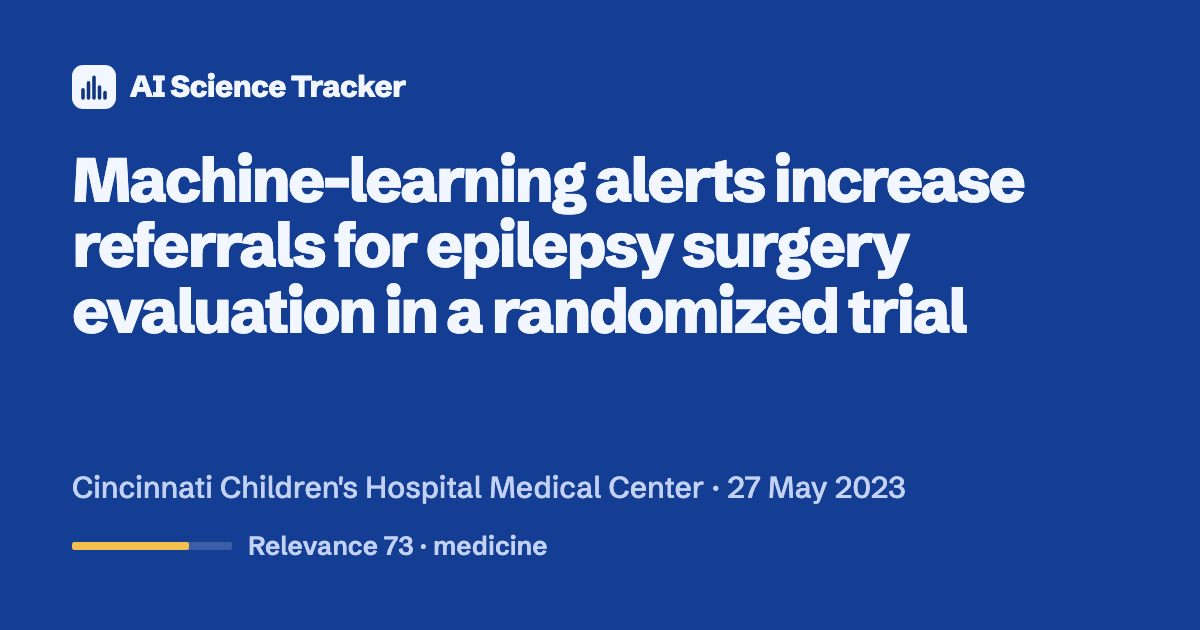 AI Science Tracker
Machine-learning alerts increase
referrals for epilepsy surgery
evaluation in a randomized trial
Cincinnati Children's Hospital Medical Center · 27 May 2023
Relevance 73 · medicine